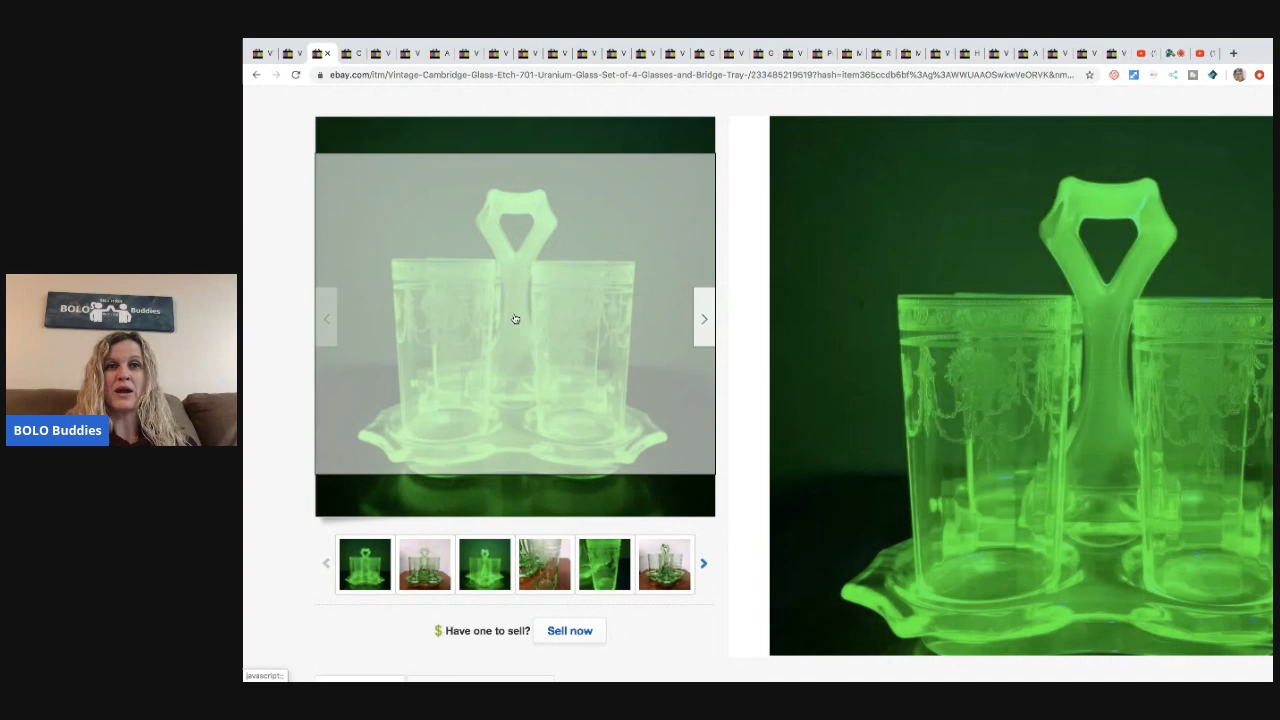 V
V
C
V
V
A
V
V
V
V
V
V
V
V
G
V
G
V
P
M
R
M
V
H
V
A
V
V
V
ebay.com/itm/Vintage-Cambridge-Glass-Etch-701-Uranium-Glass-Set-of-4-Glasses-and-Bridge-Tray-/233485219519?hash=item365ccdb6bf%3Ag%3AWWUAAOSwkwVeORVK&nm...
BOLO Buddies
BOLO Buddies
$ Have one to sell? Sell now
javascript:;